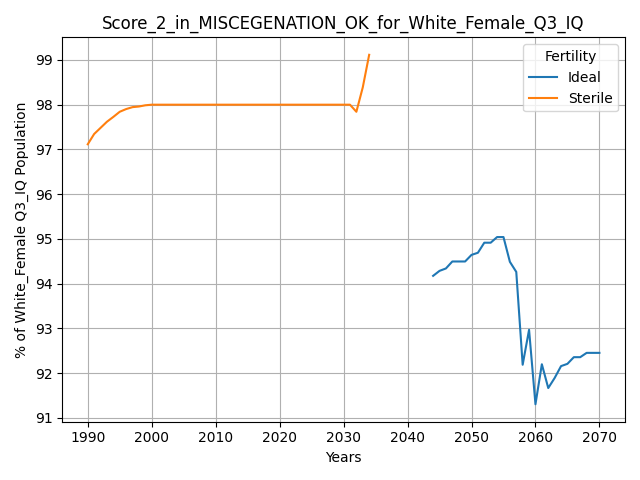 Score_2_in_MISCEGENATION_OK_for_White_Female_Q3_IQ
% of White_Female Q3_IQ Population
99
98
97
96
95
94
93
92
91
Fertility
Ideal
Sterile
1990 2000 2010 2020 2030 2040 2050 2060 2070
Years